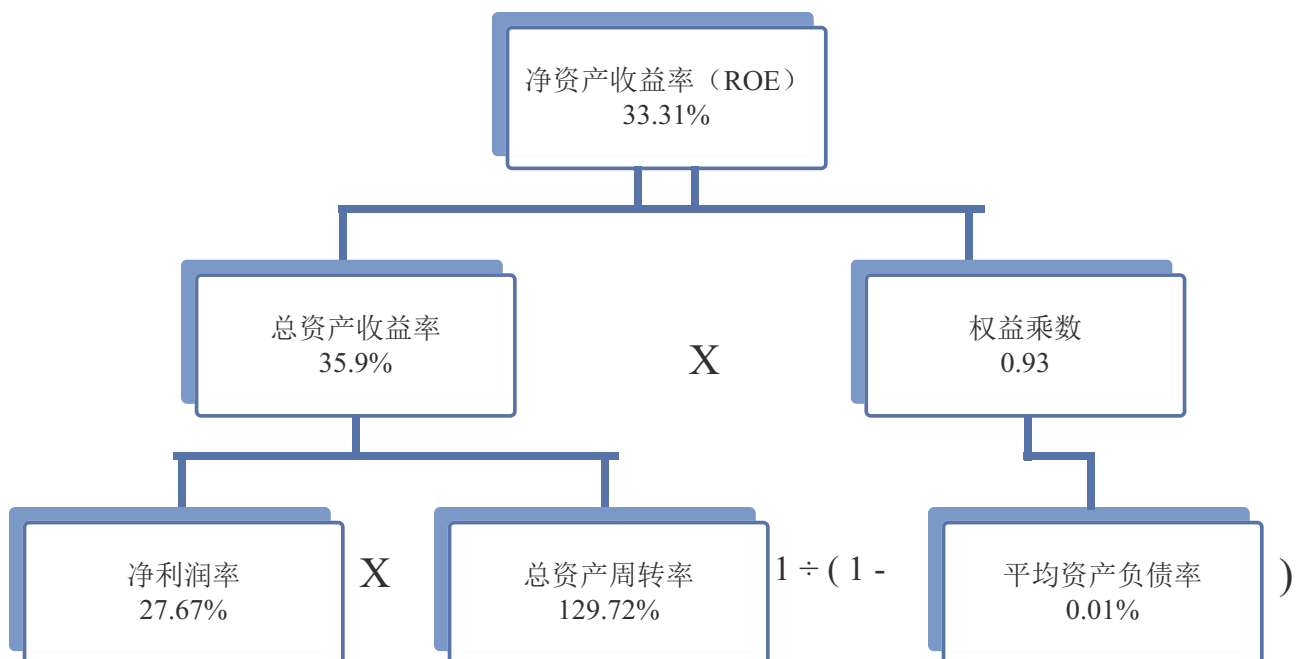 净资产收益率（ROE）
33.31%
总资产收益率
35.9%
X
权益乘数
0.93
净利润率
27.67%
X
总资产周转率
129.72%
1 ÷ ( 1 -
平均资产负债率
0.01%
)